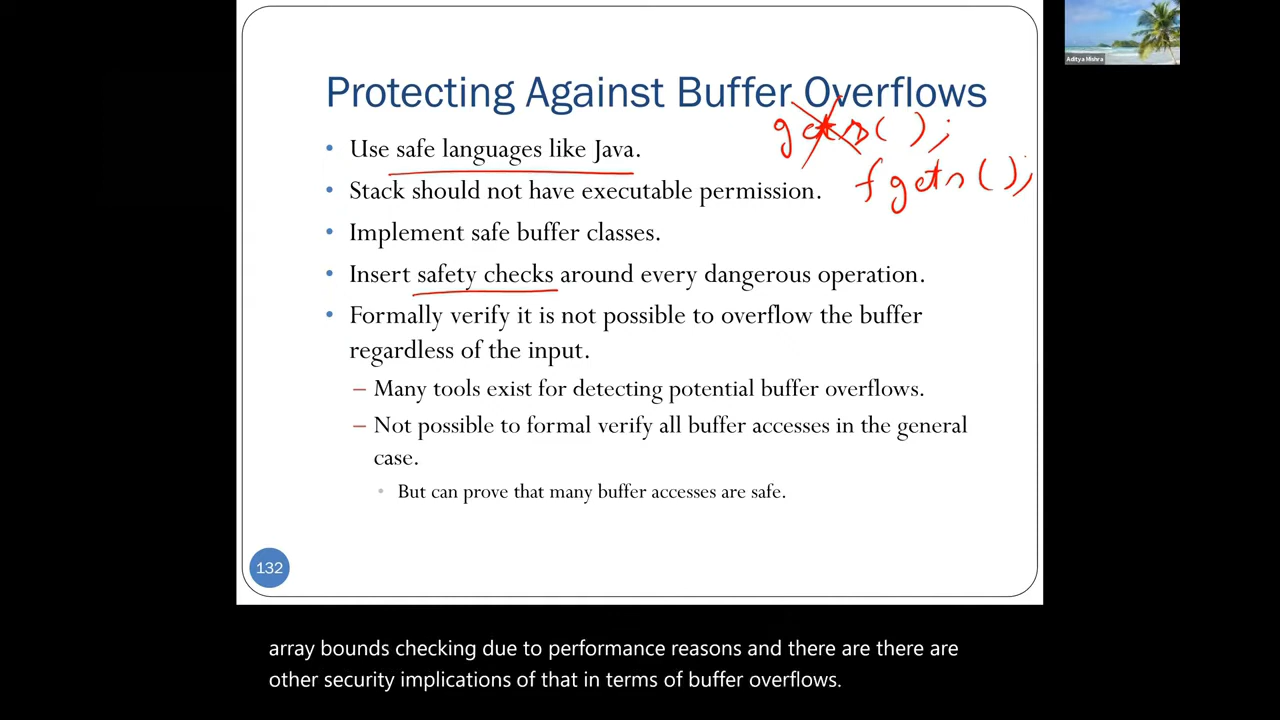 Aditya Mishra
Protecting Against Buffer Overflows
gets( );
• Use safe languages like Java.
fgets( );
• Stack should not have executable permission.
• Implement safe buffer classes.
• Insert safety checks around every dangerous operation.
• Formally verify it is not possible to overflow the buffer
regardless of the input.
– Many tools exist for detecting potential buffer overflows.
– Not possible to formal verify all buffer accesses in the general
case.
• But can prove that many buffer accesses are safe.
132
array bounds checking due to performance reasons and there are there are
other security implications of that in terms of buffer overflows.